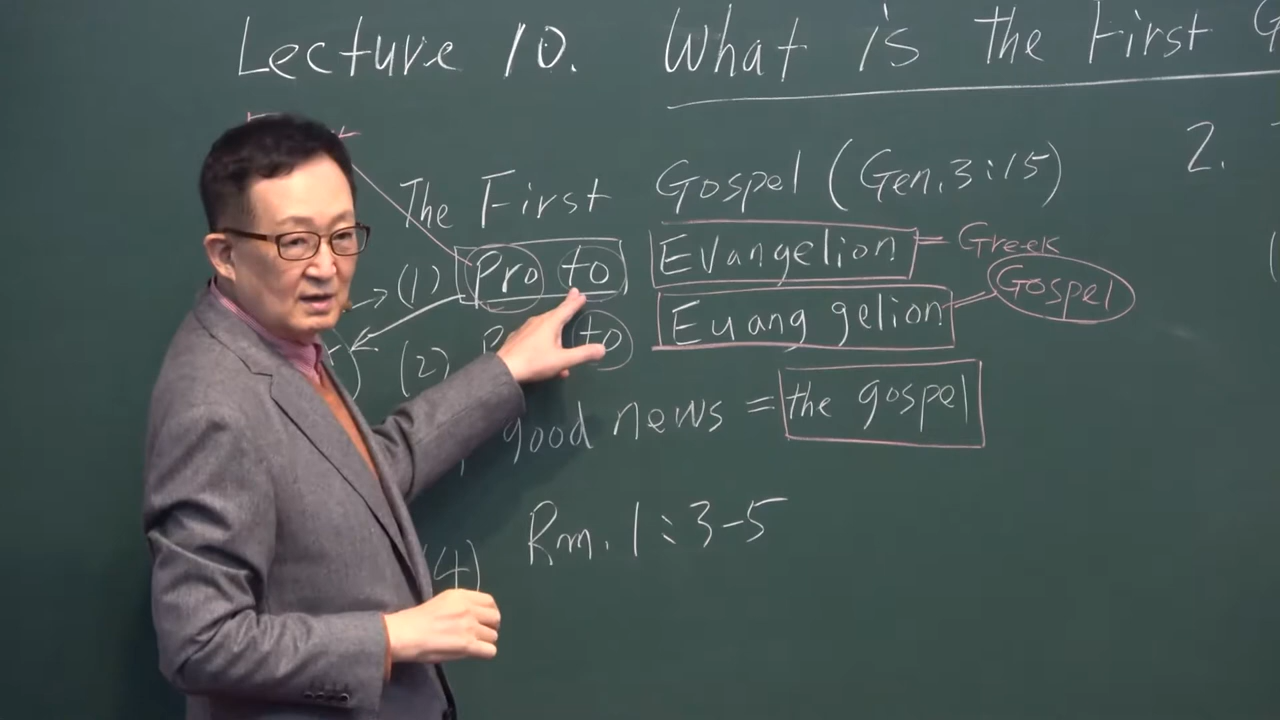 Lecture 10. What is the First
The First Gospel (Gen. 3:15)
2.
(1) Pro to Evangelion = Greek
(2) to Euang gelion = Gospel
good news = the gospel
(4) Rm. 1:3-5